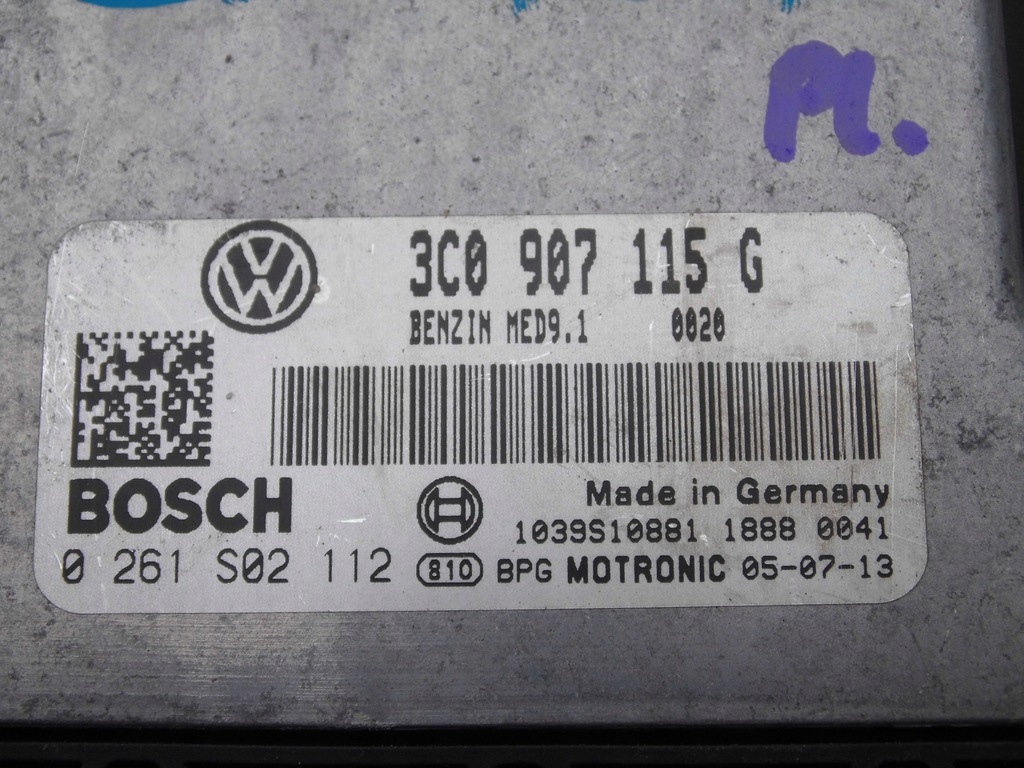 M.
3C0 907 115 G
BENZIN MED9.1 0020
BOSCH
Made in Germany
1039S10881 1888 0041
0 261 S02 112 810 BPG MOTRONIC 05-07-13